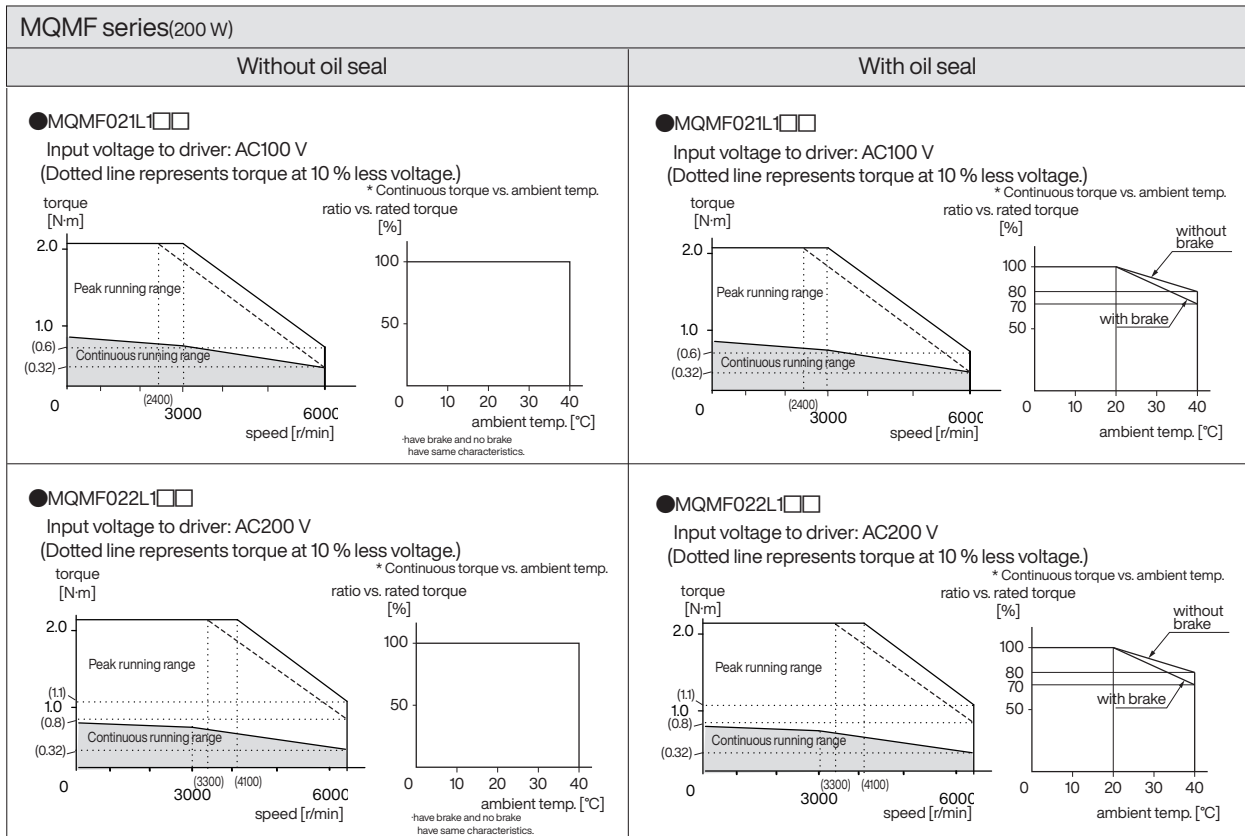 MQMF series(200 W)
Without oil seal
With oil seal
●MQMF021L1□□
Input voltage to driver: AC100 V
(Dotted line represents torque at 10 % less voltage.)
* Continuous torque vs. ambient temp.
torque
[N·m]
ratio vs. rated torque
[%]
2.0
Peak running range
1.0
(0.6)
Continuous running range
(0.32)
0
(2400)
3000
6000
speed [r/min]
100
50
0
10
20
30
40
ambient temp. [°C]
·have brake and no brake
have same characteristics.
●MQMF021L1□□
Input voltage to driver: AC100 V
(Dotted line represents torque at 10 % less voltage.)
* Continuous torque vs. ambient temp.
torque
[N·m]
ratio vs. rated torque
[%]
2.0
Peak running range
1.0
(0.6)
Continuous running range
(0.32)
0
(2400)
3000
6000
speed [r/min]
without
brake
100
80
70
with brake
50
0
10
20
30
40
ambient temp. [°C]
●MQMF022L1□□
Input voltage to driver: AC200 V
(Dotted line represents torque at 10 % less voltage.)
* Continuous torque vs. ambient temp.
torque
[N·m]
ratio vs. rated torque
[%]
2.0
Peak running range
(1.1)
1.0
(0.8)
Continuous running range
(0.32)
0
(3300)
(4100)
3000
6000
speed [r/min]
100
50
0
10
20
30
40
ambient temp. [°C]
·have brake and no brake
have same characteristics.
●MQMF022L1□□
Input voltage to driver: AC200 V
(Dotted line represents torque at 10 % less voltage.)
* Continuous torque vs. ambient temp.
torque
[N·m]
ratio vs. rated torque
[%]
2.0
Peak running range
(1.1)
1.0
(0.8)
Continuous running range
(0.32)
0
(3300)
(4100)
3000
6000
speed [r/min]
without
brake
100
80
70
with brake
50
0
10
20
30
40
ambient temp. [°C]